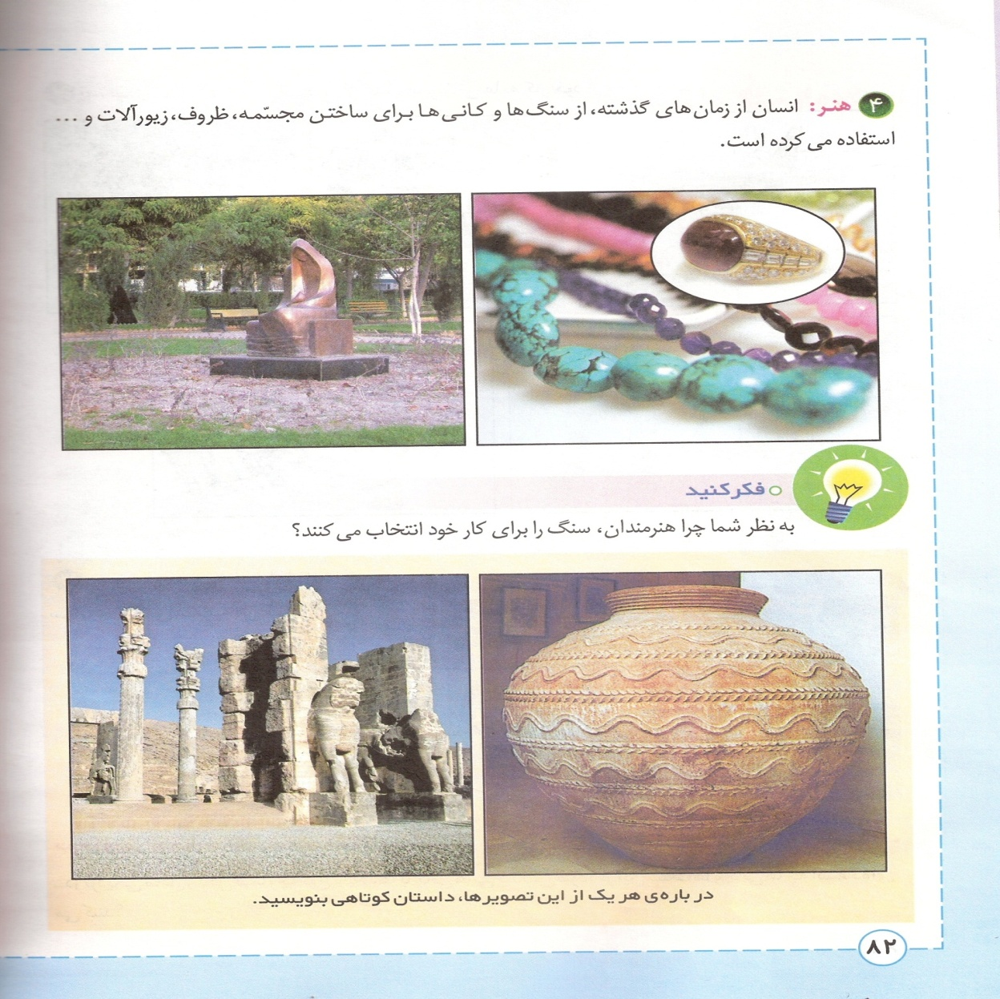 ۴ هنر: انسان از زمان‌های گذشته، از سنگ‌ها و کانی‌ها برای ساختن مجسّمه، ظروف، زیورآلات و ...
استفاده می‌کرده است.
فکر کنید
به نظر شما چرا هنرمندان، سنگ را برای کار خود انتخاب می‌کنند؟
در باره‌ی هر یک از این تصویرها، داستان کوتاهی بنویسید.
۸۲